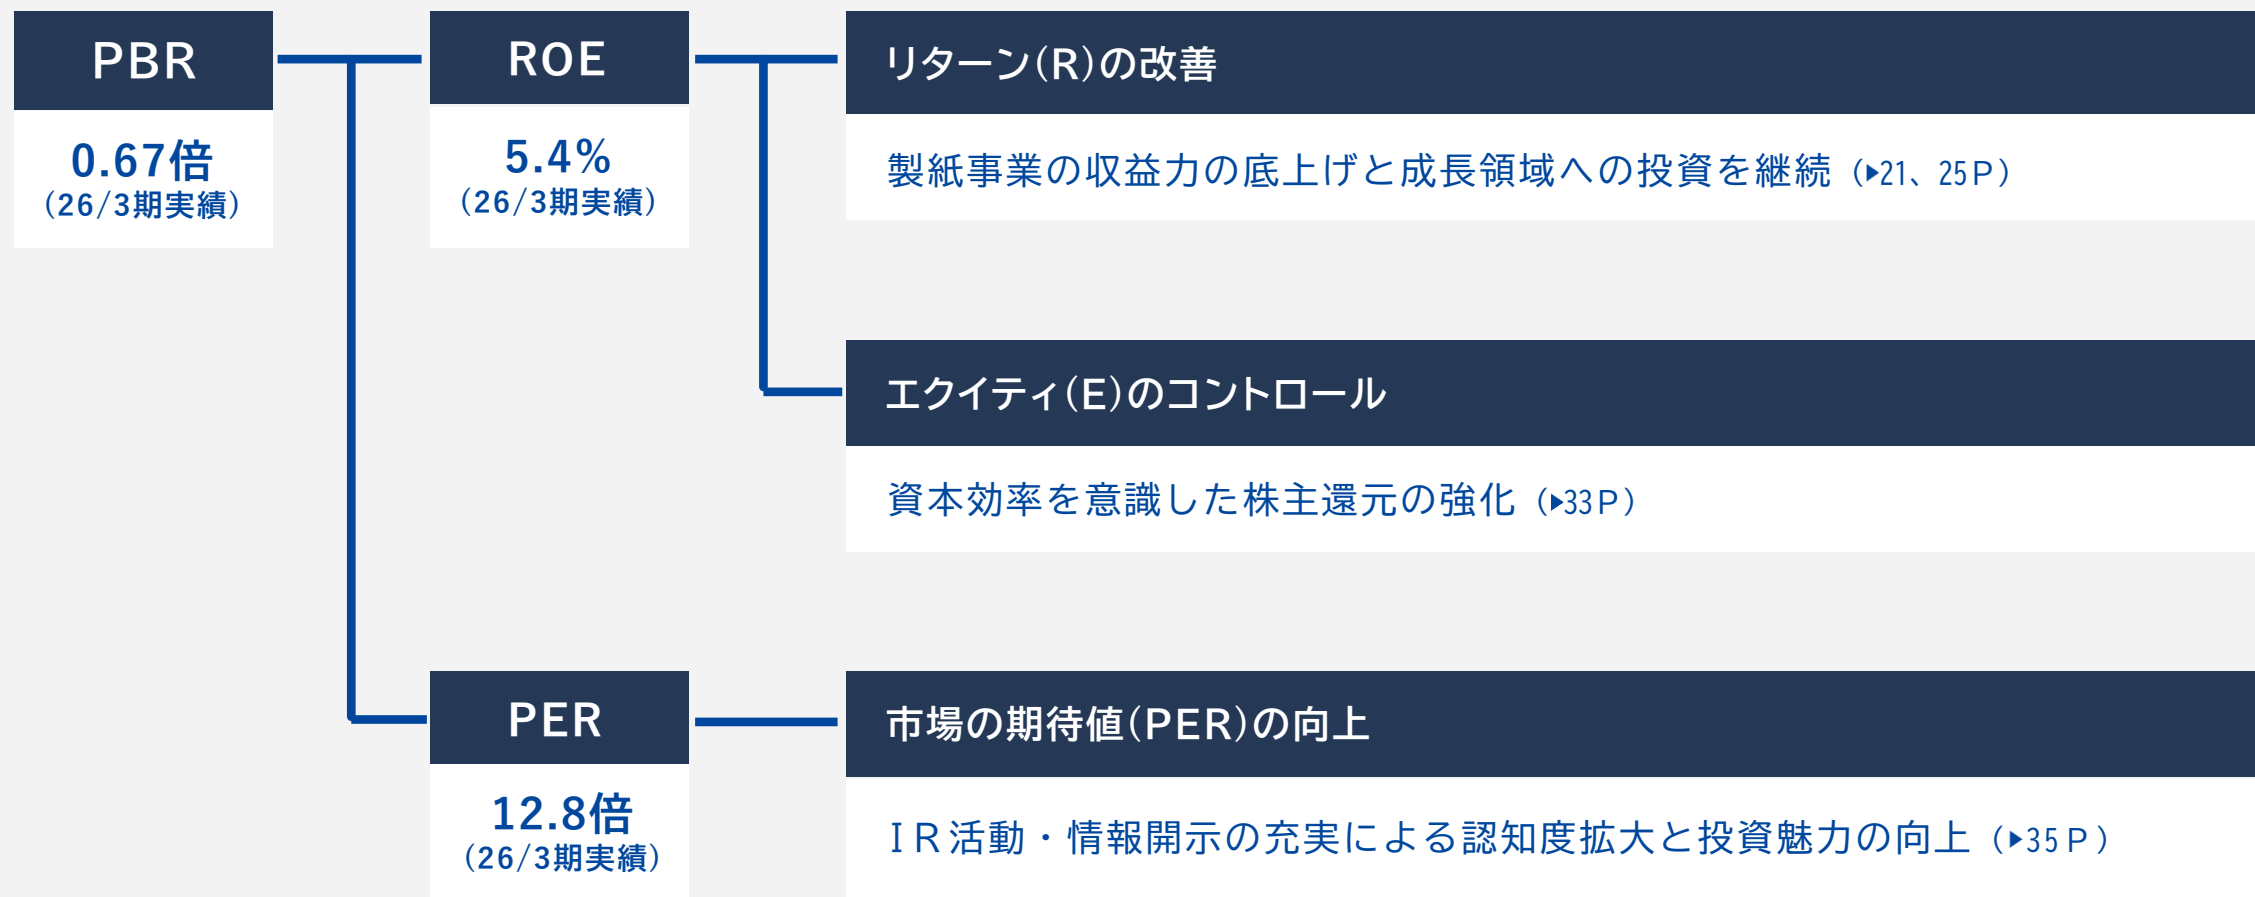 PBR
0.67倍
(26/3期実績)
ROE
5.4%
(26/3期実績)
リターン(R)の改善
製紙事業の収益力の底上げと成長領域への投資を継続（▶21、25Ｐ）
エクイティ(E)のコントロール
資本効率を意識した株主還元の強化（▶33Ｐ）
PER
12.8倍
(26/3期実績)
市場の期待値(PER)の向上
ＩＲ活動・情報開示の充実による認知度拡大と投資魅力の向上（▶35Ｐ）